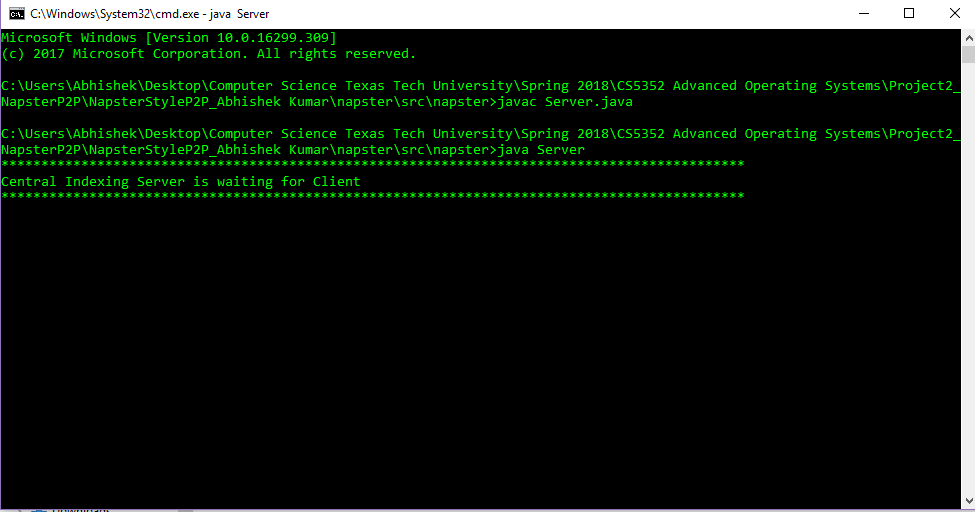 C:\Windows\System32\cmd.exe - java  Server
Microsoft Windows [Version 10.0.16299.309]
(c) 2017 Microsoft Corporation. All rights reserved.
C:\Users\Abhishek\Desktop\Computer Science Texas Tech University\Spring 2018\CS5352 Advanced Operating Systems\Project2_
NapsterP2P\NapsterStyleP2P_Abhishek Kumar\napster\src\napster>javac Server.java
C:\Users\Abhishek\Desktop\Computer Science Texas Tech University\Spring 2018\CS5352 Advanced Operating Systems\Project2_
NapsterP2P\NapsterStyleP2P_Abhishek Kumar\napster\src\napster>java Server
*********************************************************************************************
Central Indexing Server is waiting for Client
*********************************************************************************************